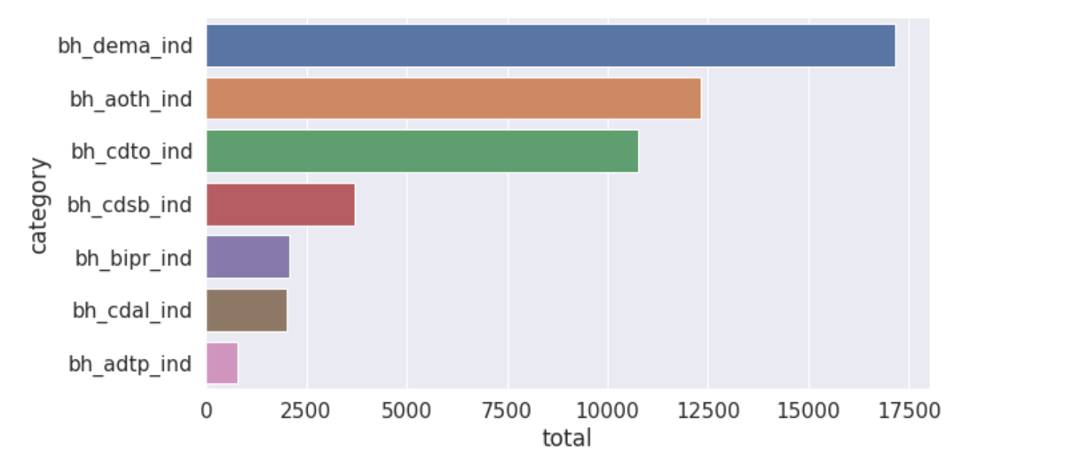 category
bh_dema_ind
bh_aoth_ind
bh_cdto_ind
bh_cdsb_ind
bh_bipr_ind
bh_cdal_ind
bh_adtp_ind
0 2500 5000 7500 10000 12500 15000 17500
total